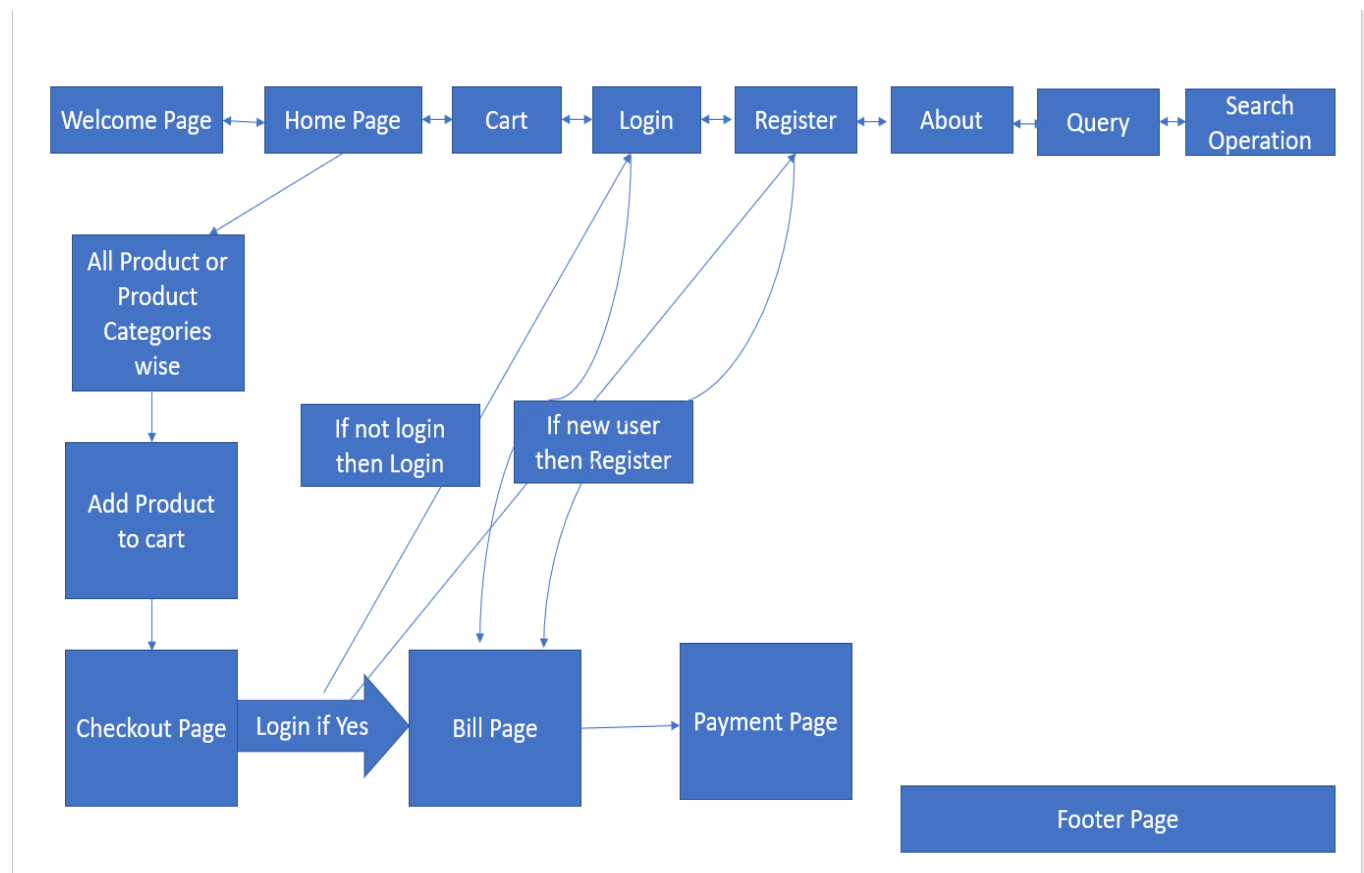 Welcome Page
Home Page
Cart
Login
Register
About
Query
Search
Operation
All Product or
Product
Categories
wise
If not login
then Login
If new user
then Register
Add Product
to cart
Checkout Page
Login if Yes
Bill Page
Payment Page
Footer Page